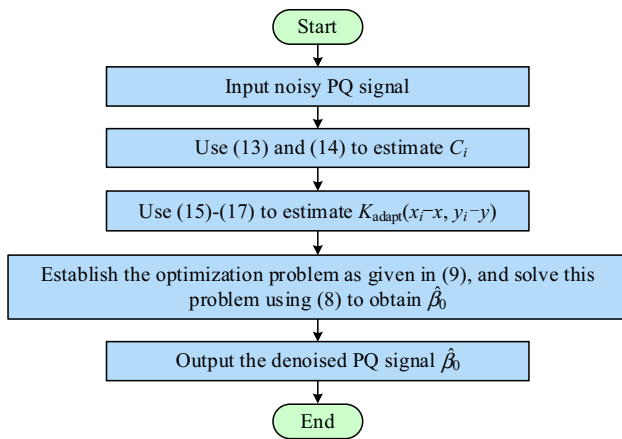 Start
Input noisy PQ signal
Use (13) and (14) to estimate Cᵢ
Use (15)-(17) to estimate K_adapt(xᵢ−x, yᵢ−y)
Establish the optimization problem as given in (9), and solve this
problem using (8) to obtain β̂₀
Output the denoised PQ signal β̂₀
End